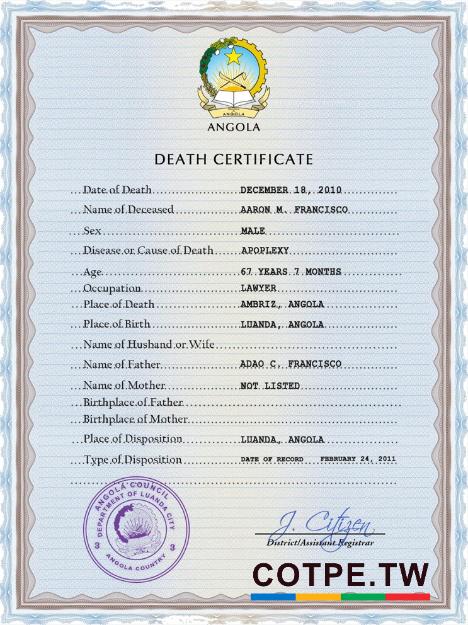 ANGOLA
ANGOLA
DEATH CERTIFICATE
Date of Death DECEMBER 18, 2010
Name of Deceased AARON M. FRANCISCO
Sex MALE
Disease or Cause of Death APOPLEXY
Age 67 YEARS 7 MONTHS
Occupation LAWYER
Place of Death AMBRIZ, ANGOLA
Place of Birth LUANDA, ANGOLA
Name of Husband or Wife
Name of Father ADAO C. FRANCISCO
Name of Mother NOT LISTED
Birthplace of Father
Birthplace of Mother
Place of Disposition LUANDA, ANGOLA
Type of Disposition DATE OF RECORD FEBRUARY 24, 2011
ANGOLA COUNCIL
DEPARTMENT OF LUANDA CITY
3 3
ANGOLA COUNTRY
J. Citizen
District/Assistant Registrar
COTPE.TW